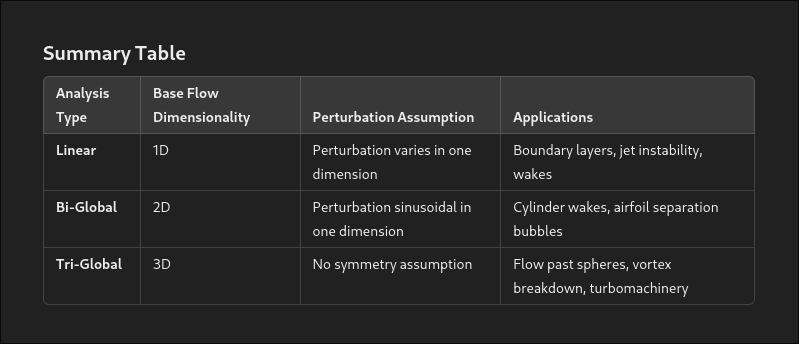 Summary Table
Analysis Type | Base Flow Dimensionality | Perturbation Assumption | Applications
Linear | 1D | Perturbation varies in one dimension | Boundary layers, jet instability, wakes
Bi-Global | 2D | Perturbation sinusoidal in one dimension | Cylinder wakes, airfoil separation bubbles
Tri-Global | 3D | No symmetry assumption | Flow past spheres, vortex breakdown, turbomachinery